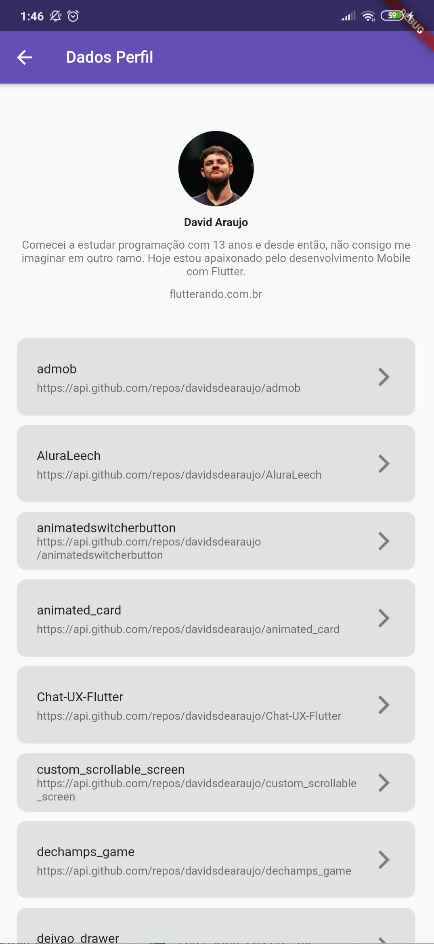 1:46
59
DEBUG
Dados Perfil
David Araujo
Comecei a estudar programação com 13 anos e desde então, não consigo me
imaginar em outro ramo. Hoje estou apaixonado pelo desenvolvimento Mobile
com Flutter.
flutterando.com.br
admob
https://api.github.com/repos/davidsdearaujo/admob
AluraLeech
https://api.github.com/repos/davidsdearaujo/AluraLeech
animatedswitcherbutton
https://api.github.com/repos/davidsdearaujo
/animatedswitcherbutton
animated_card
https://api.github.com/repos/davidsdearaujo/animated_card
Chat-UX-Flutter
https://api.github.com/repos/davidsdearaujo/Chat-UX-Flutter
custom_scrollable_screen
https://api.github.com/repos/davidsdearaujo/custom_scrollable
_screen
dechamps_game
https://api.github.com/repos/davidsdearaujo/dechamps_game
deivao_drawer